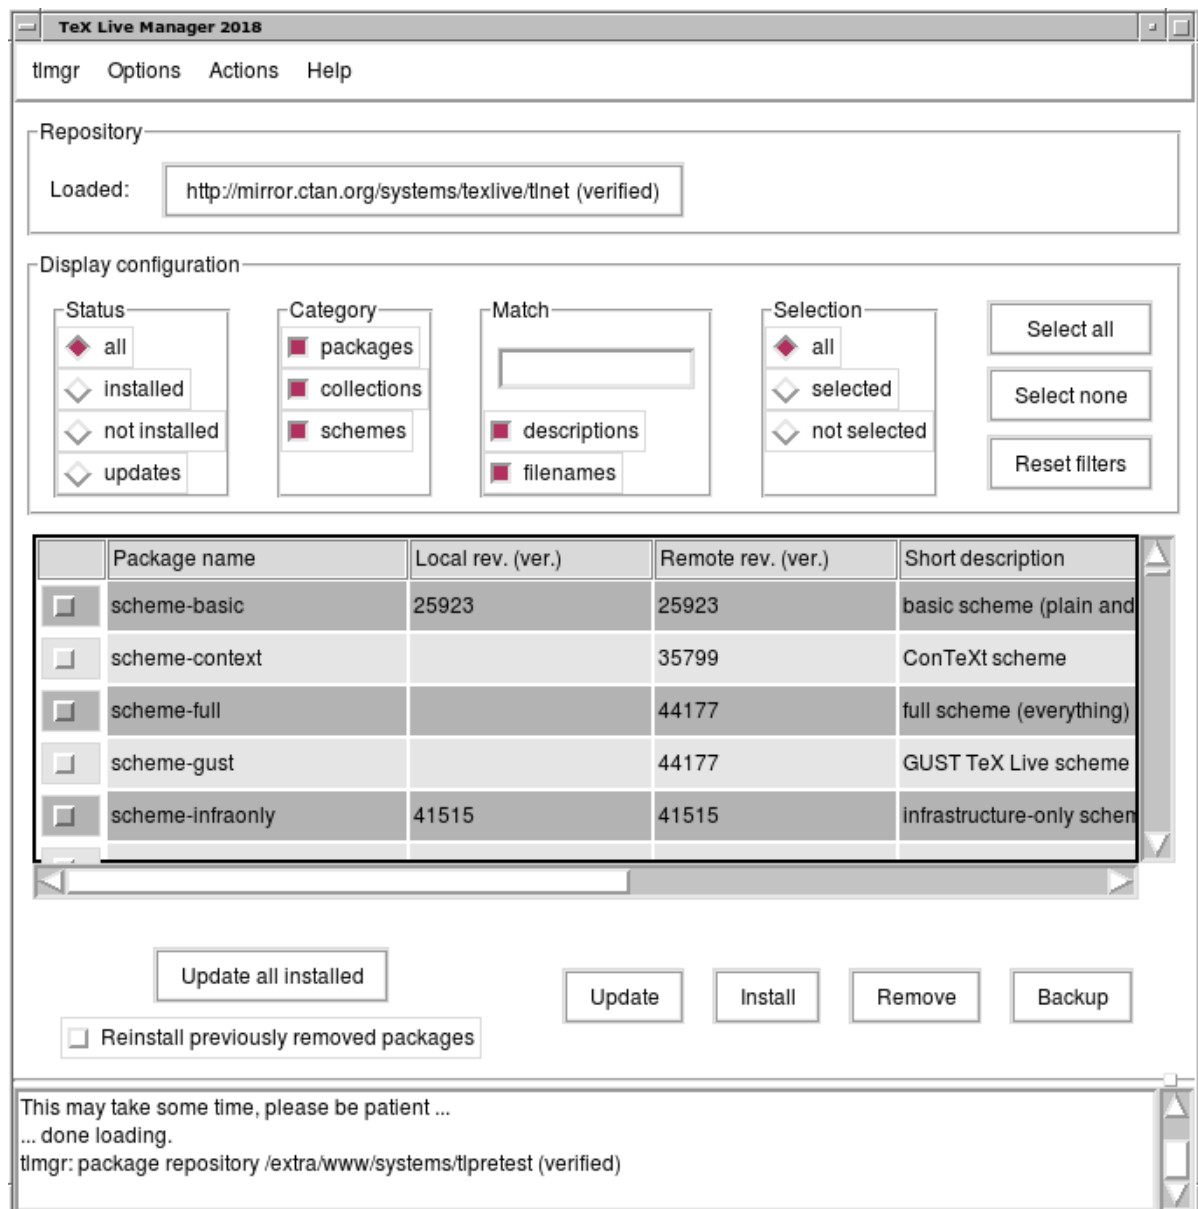 TeX Live Manager 2018
tlmgr Options Actions Help
Repository
Loaded: http://mirror.ctan.org/systems/texlive/tlnet (verified)
Display configuration
Status Category Match Selection
all packages all Select all
installed collections selected Select none
not installed schemes descriptions not selected
updates filenames Reset filters
Package name Local rev. (ver.) Remote rev. (ver.) Short description
scheme-basic 25923 25923 basic scheme (plain and
scheme-context 35799 ConTeXt scheme
scheme-full 44177 full scheme (everything)
scheme-gust 44177 GUST TeX Live scheme
scheme-infraonly 41515 41515 infrastructure-only schem
Update all installed
Update Install Remove Backup
Reinstall previously removed packages
This may take some time, please be patient ...
... done loading.
tlmgr: package repository /extra/www/systems/tlpretest (verified)